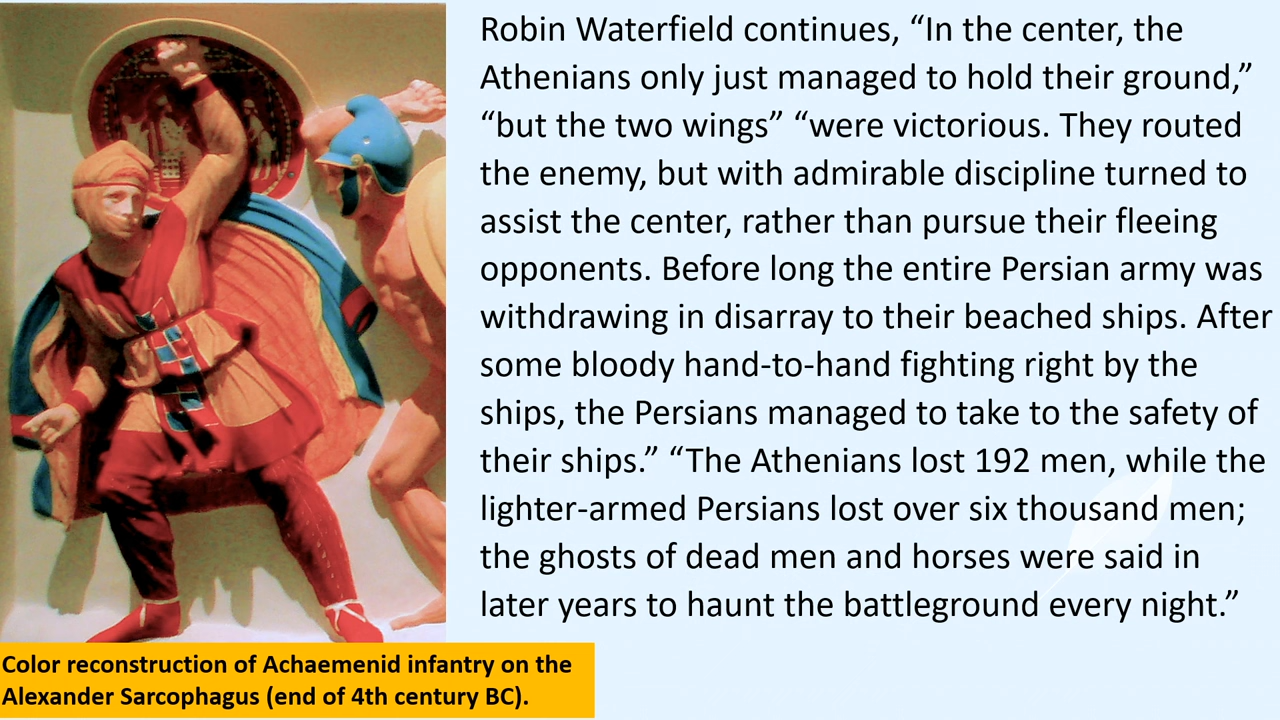 Robin Waterfield continues, “In the center, the
Athenians only just managed to hold their ground,”
“but the two wings” “were victorious. They routed
the enemy, but with admirable discipline turned to
assist the center, rather than pursue their fleeing
opponents. Before long the entire Persian army was
withdrawing in disarray to their beached ships. After
some bloody hand-to-hand fighting right by the
ships, the Persians managed to take to the safety of
their ships.” “The Athenians lost 192 men, while the
lighter-armed Persians lost over six thousand men;
the ghosts of dead men and horses were said in
later years to haunt the battleground every night.”
Color reconstruction of Achaemenid infantry on the
Alexander Sarcophagus (end of 4th century BC).